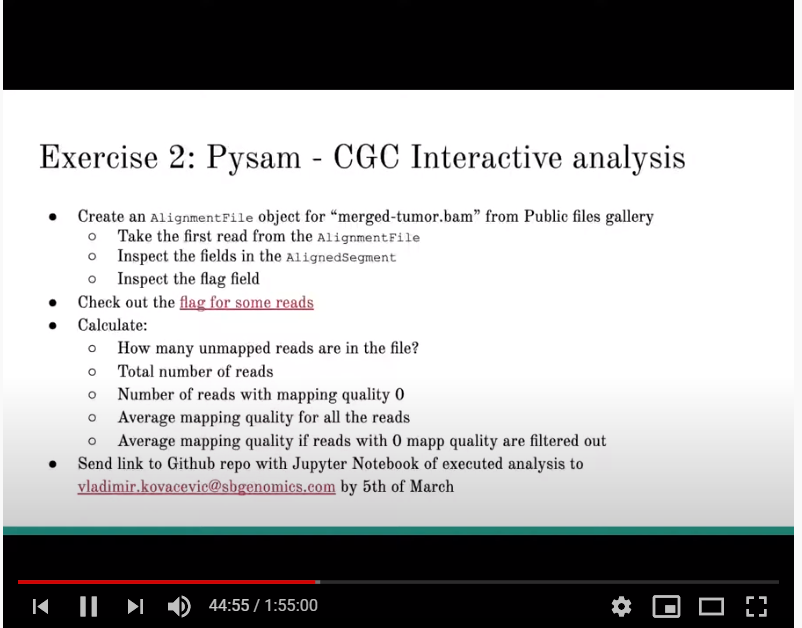 Exercise 2: Pysam - CGC Interactive analysis
● Create an AlignmentFile object for “merged-tumor.bam” from Public files gallery
○ Take the first read from the AlignmentFile
○ Inspect the fields in the AlignedSegment
○ Inspect the flag field
● Check out the flag for some reads
● Calculate:
○ How many unmapped reads are in the file?
○ Total number of reads
○ Number of reads with mapping quality 0
○ Average mapping quality for all the reads
○ Average mapping quality if reads with 0 mapp quality are filtered out
● Send link to Github repo with Jupyter Notebook of executed analysis to
vladimir.kovacevic@sbgenomics.com by 5th of March
44:55 / 1:55:00